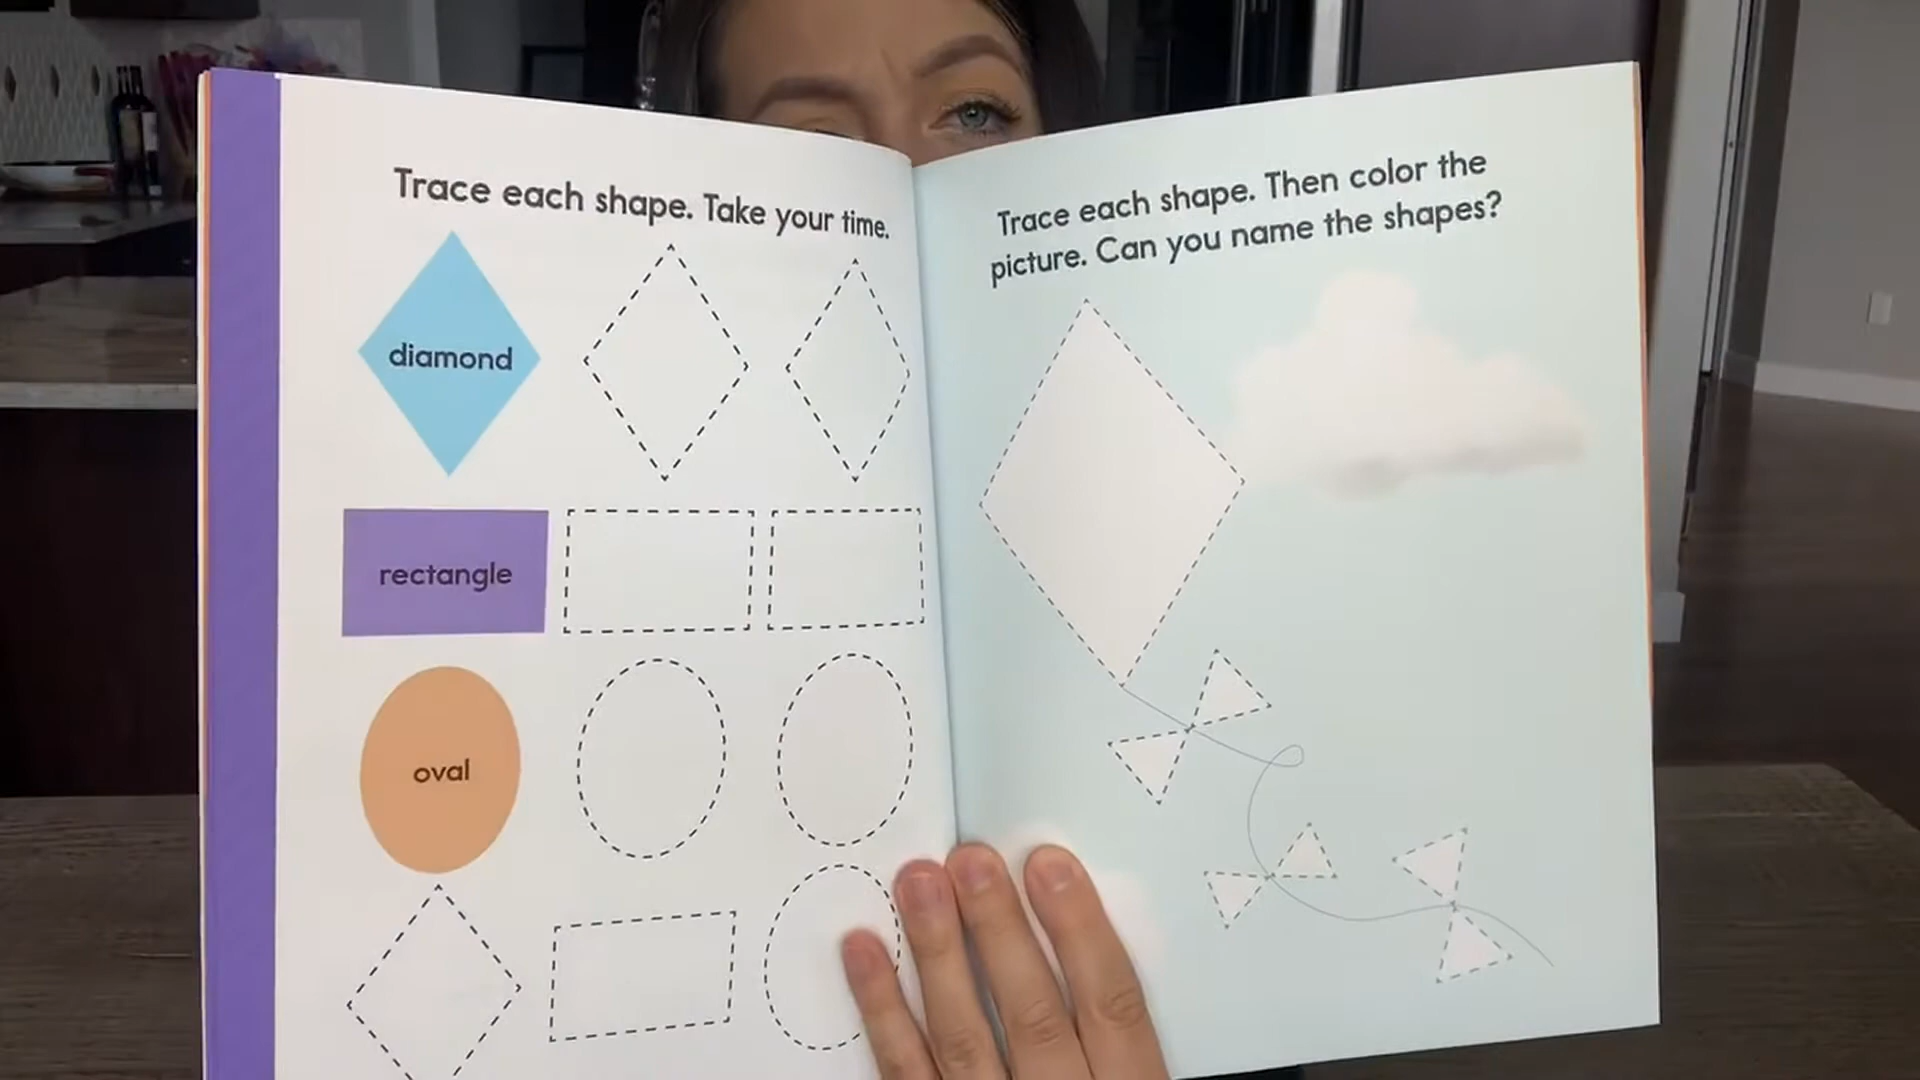 Trace each shape. Take your time.
diamond
rectangle
oval
Trace each shape. Then color the
picture. Can you name the shapes?